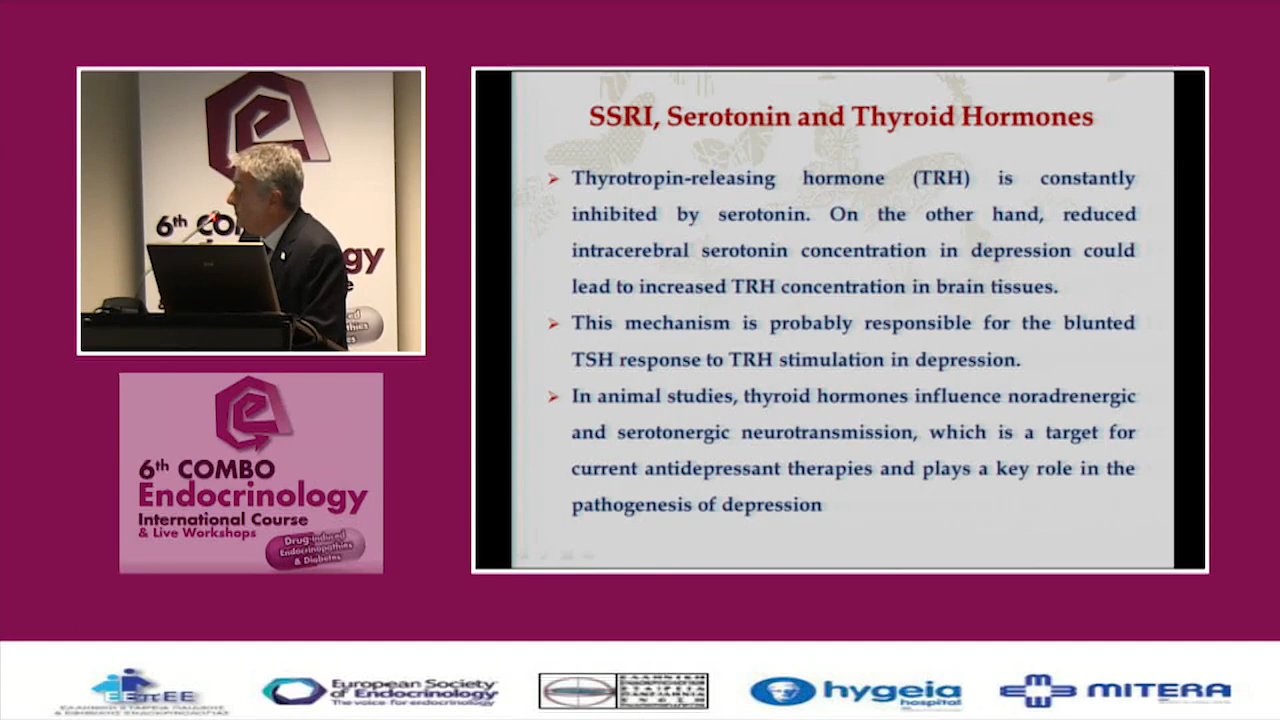 6th CO
gy
SSRI, Serotonin and Thyroid Hormones
Thyrotropin-releasing hormone (TRH) is constantly
inhibited by serotonin. On the other hand, reduced
intracerebral serotonin concentration in depression could
lead to increased TRH concentration in brain tissues.
This mechanism is probably responsible for the blunted
TSH response to TRH stimulation in depression.
In animal studies, thyroid hormones influence noradrenergic
and serotonergic neurotransmission, which is a target for
current antidepressant therapies and plays a key role in the
pathogenesis of depression
6th COMBO
Endocrinology
International Course
& Live Workshops
Drug-induced
Endocrinopathies
& Diabetes
European Society
of Endocrinology
The voice for endocrinology
hygeia
hospital
MITERA